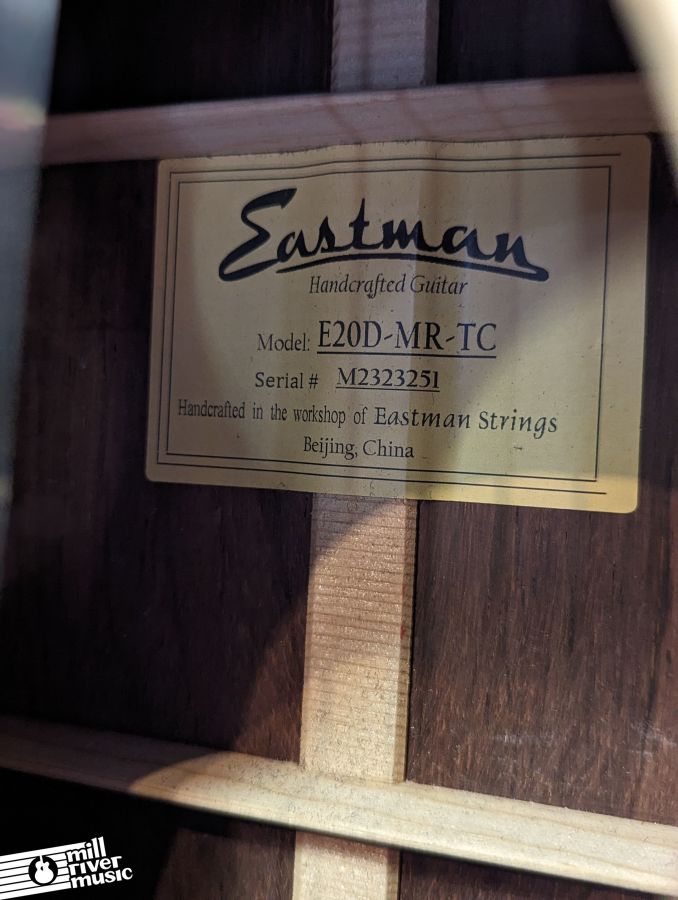 Eastman
Handcrafted Guitar
Model: E20D-MR-TC
Serial # M2323251
Handcrafted in the workshop of Eastman Strings
Beijing, China
mill
river
music